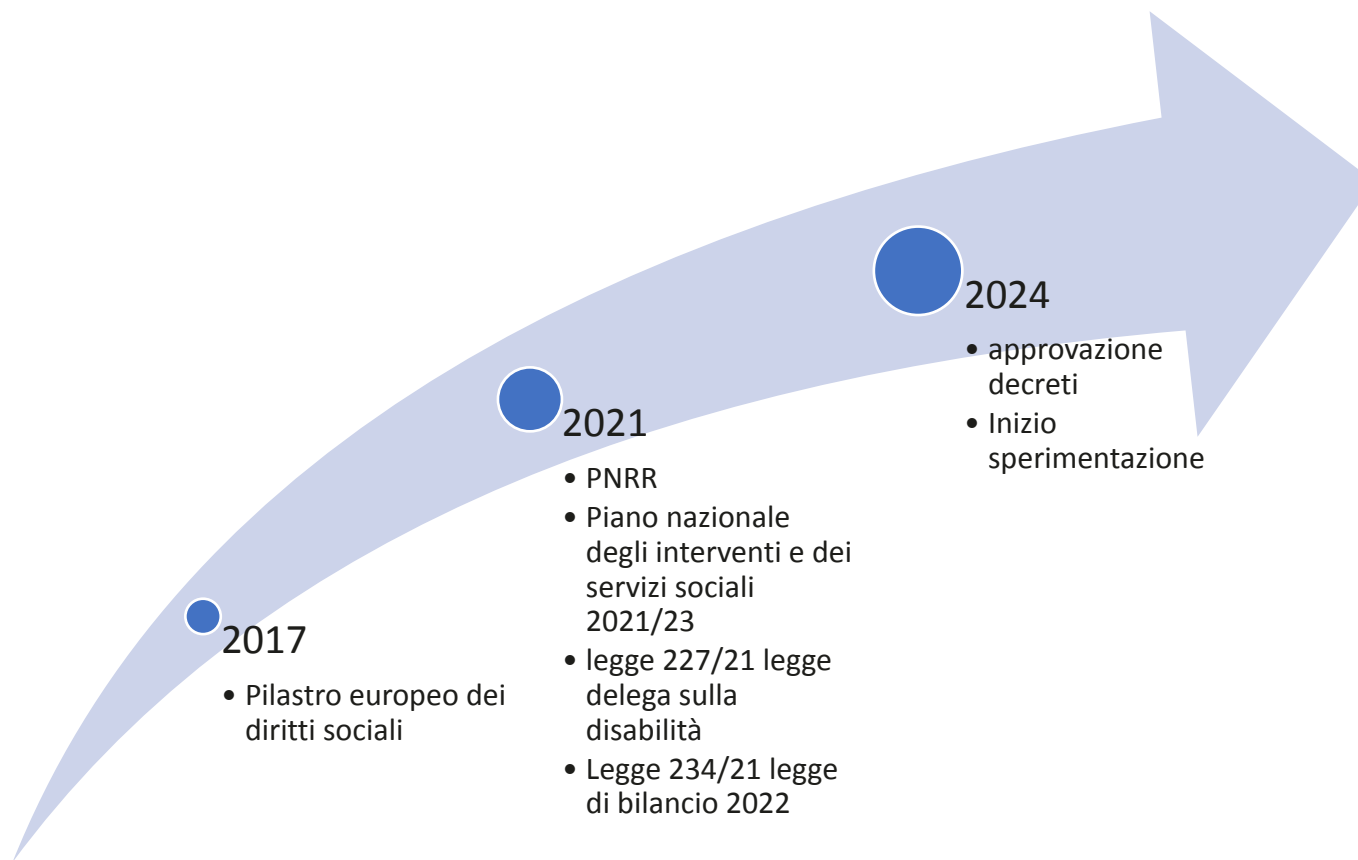 2017
• Pilastro europeo dei
diritti sociali
2021
• PNRR
• Piano nazionale
degli interventi e dei
servizi sociali
2021/23
• legge 227/21 legge
delega sulla
disabilità
• Legge 234/21 legge
di bilancio 2022
2024
• approvazione
decreti
• Inizio
sperimentazione